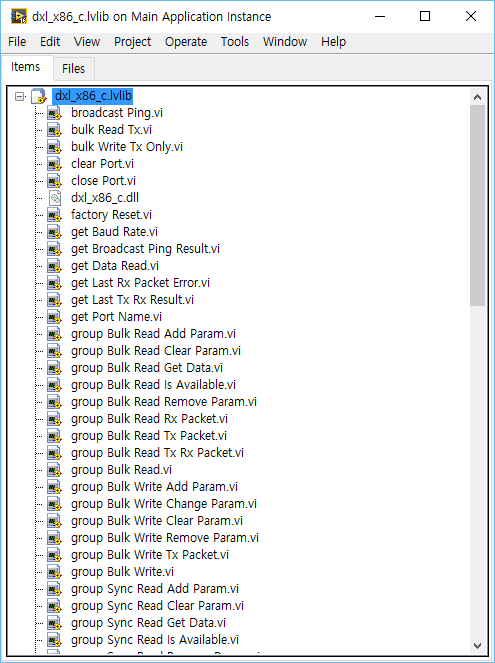 dxl_x86_c.lvlib on Main Application Instance
File Edit View Project Operate Tools Window Help
Items Files
dxl_x86_c.lvlib
broadcast Ping.vi
bulk Read Tx.vi
bulk Write Tx Only.vi
clear Port.vi
close Port.vi
dxl_x86_c.dll
factory Reset.vi
get Baud Rate.vi
get Broadcast Ping Result.vi
get Data Read.vi
get Last Rx Packet Error.vi
get Last Tx Rx Result.vi
get Port Name.vi
group Bulk Read Add Param.vi
group Bulk Read Clear Param.vi
group Bulk Read Get Data.vi
group Bulk Read Is Available.vi
group Bulk Read Remove Param.vi
group Bulk Read Rx Packet.vi
group Bulk Read Tx Packet.vi
group Bulk Read Tx Rx Packet.vi
group Bulk Read.vi
group Bulk Write Add Param.vi
group Bulk Write Change Param.vi
group Bulk Write Clear Param.vi
group Bulk Write Remove Param.vi
group Bulk Write Tx Packet.vi
group Bulk Write.vi
group Sync Read Add Param.vi
group Sync Read Clear Param.vi
group Sync Read Get Data.vi
group Sync Read Is Available.vi